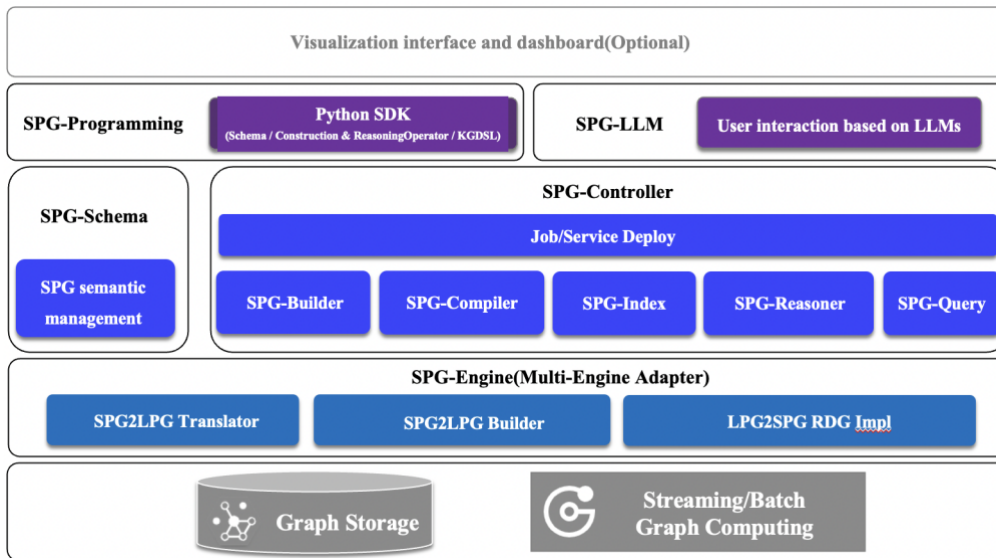 Visualization interface and dashboard(Optional)
SPG-Programming
Python SDK
(Schema / Construction & ReasoningOperator / KGDSL)
SPG-LLM
User interaction based on LLMs
SPG-Schema
SPG semantic
management
SPG-Controller
Job/Service Deploy
SPG-Builder
SPG-Compiler
SPG-Index
SPG-Reasoner
SPG-Query
SPG-Engine(Multi-Engine Adapter)
SPG2LPG Translator
SPG2LPG Builder
LPG2SPG RDG Impl
Graph Storage
Streaming/Batch
Graph Computing